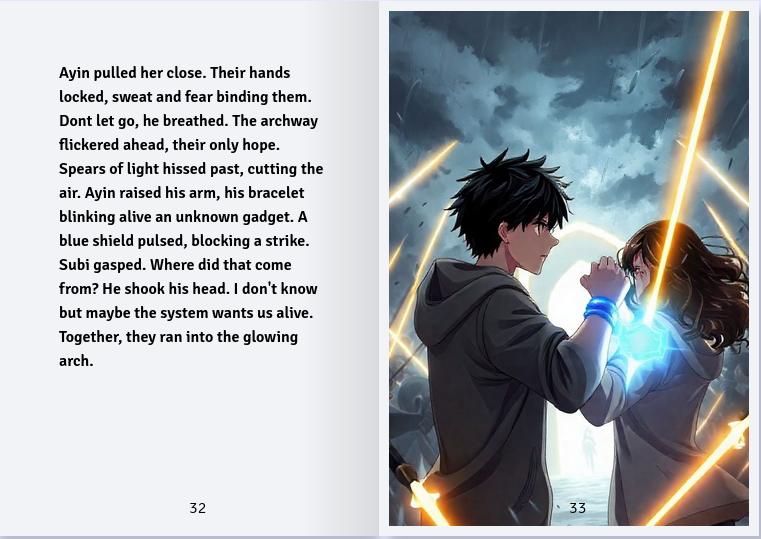 Ayin pulled her close. Their hands
locked, sweat and fear binding them.
Dont let go, he breathed. The archway
flickered ahead, their only hope.
Spears of light hissed past, cutting the
air. Ayin raised his arm, his bracelet
blinking alive an unknown gadget. A
blue shield pulsed, blocking a strike.
Subi gasped. Where did that come
from? He shook his head. I don't know
but maybe the system wants us alive.
Together, they ran into the glowing
arch.
32
33